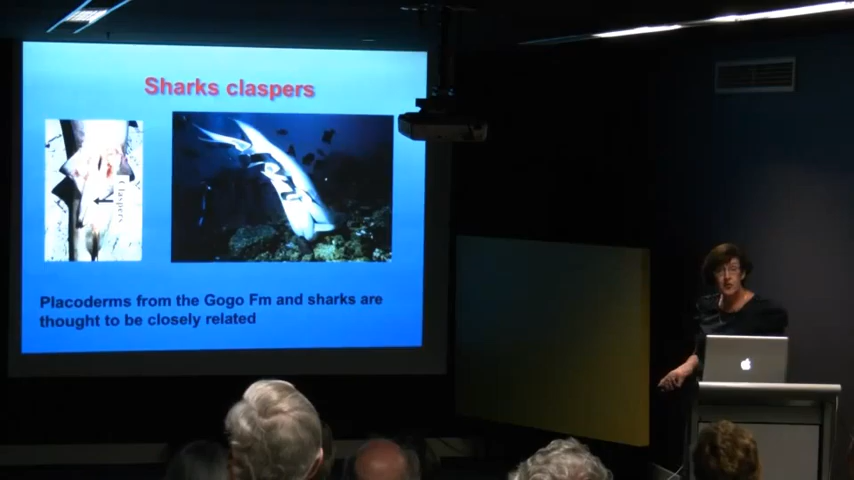 Sharks claspers
Claspers
Placoderms from the Gogo Fm and sharks are
thought to be closely related